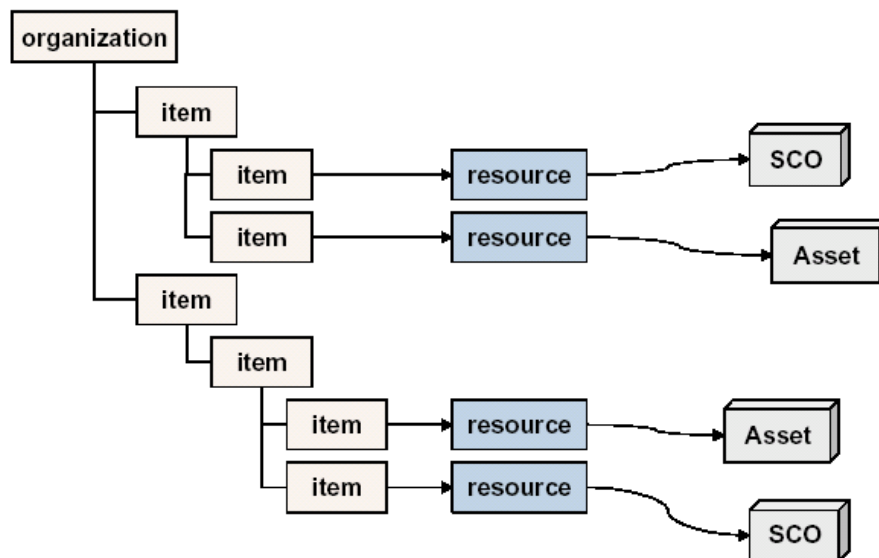 organization
item
item
resource
SCO
item
resource
Asset
item
item
item
resource
Asset
item
resource
SCO